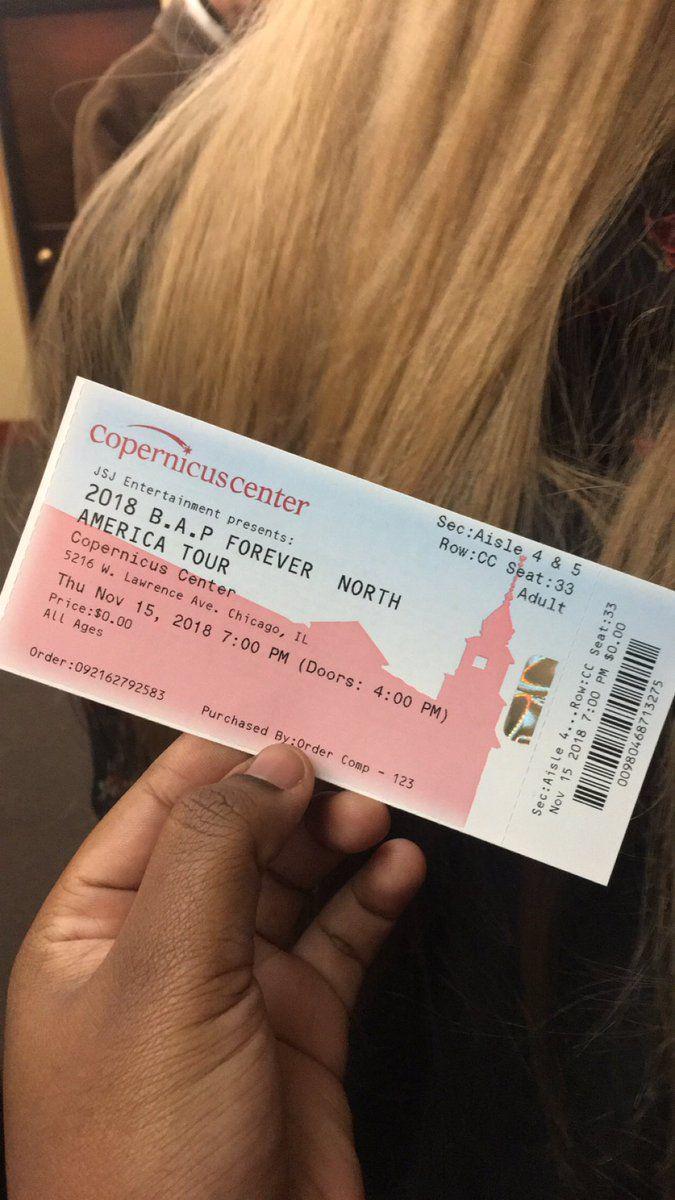 copernicuscenter
JSJ Entertainment presents:
2018 B.A.P FOREVER NORTH
AMERICA TOUR
Copernicus Center
5216 W. Lawrence Ave. Chicago, IL
Thu Nov 15, 2018 7:00 PM (Doors: 4:00 PM)
Price:$0.00
All Ages
Order:092162792583
Purchased By:Order Comp - 123
Sec:Aisle 4 & 5
Row:CC Seat:33
Adult
Sec:Aisle 4...Row:CC Seat:33
Nov 15 2018 7:00 PM $0.00
00980468713275